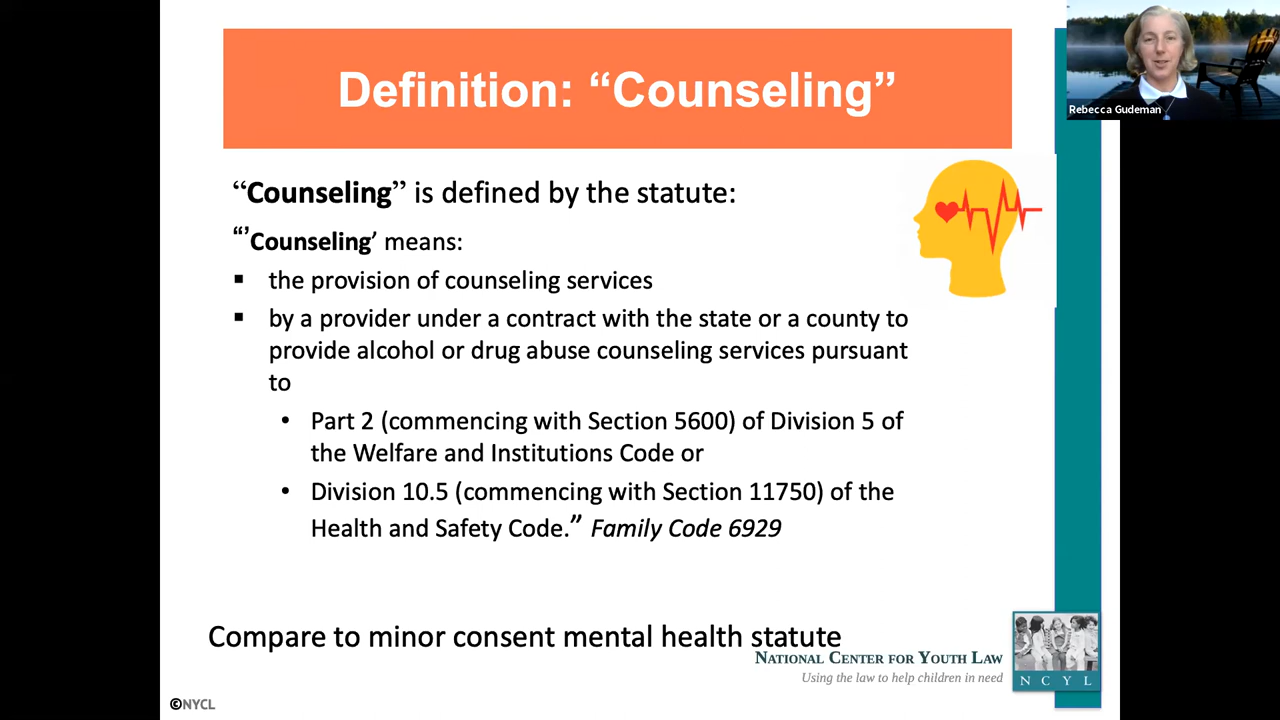 Definition: “Counseling”
Rebecca Gudeman
“Counseling” is defined by the statute:
“’Counseling’ means:
▪ the provision of counseling services
▪ by a provider under a contract with the state or a county to
provide alcohol or drug abuse counseling services pursuant
to
• Part 2 (commencing with Section 5600) of Division 5 of
the Welfare and Institutions Code or
• Division 10.5 (commencing with Section 11750) of the
Health and Safety Code.” Family Code 6929
Compare to minor consent mental health statute
NATIONAL CENTER FOR YOUTH LAW
Using the law to help children in need
N C Y L
©NYCL